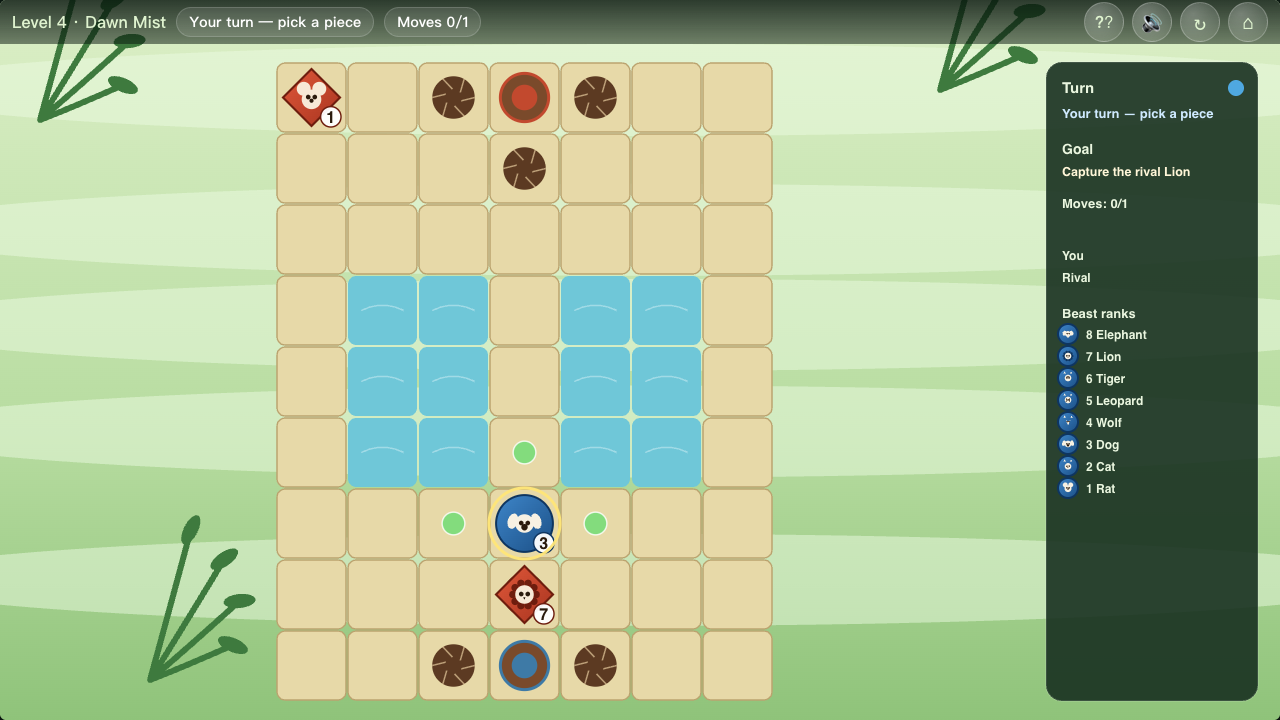 Level 4 · Dawn Mist
Your turn — pick a piece
Moves 0/1
??
1
3
7
Turn
Your turn — pick a piece
Goal
Capture the rival Lion
Moves: 0/1
You
Rival
Beast ranks
8 Elephant
7 Lion
6 Tiger
5 Leopard
4 Wolf
3 Dog
2 Cat
1 Rat